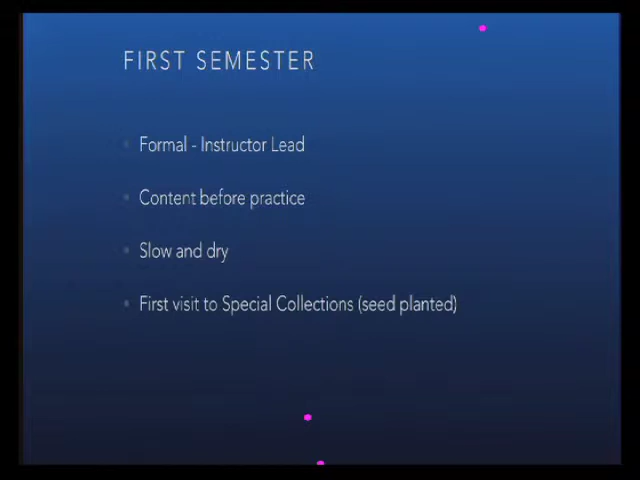 FIRST SEMESTER
Formal - Instructor Lead
Content before practice
Slow and dry
First visit to Special Collections (seed planted)